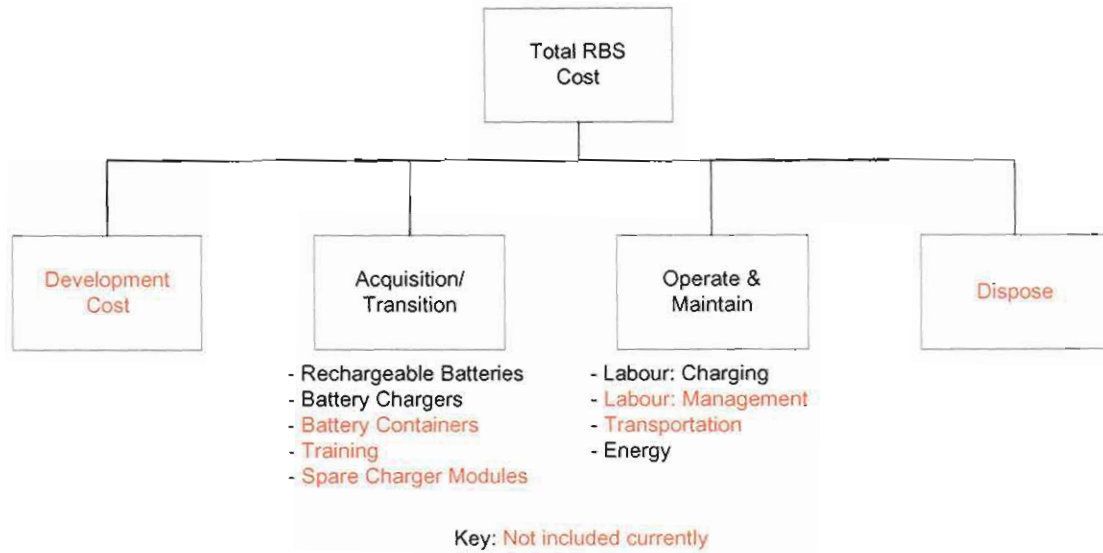 Total RBS
Cost
Development
Cost
Acquisition/
Transition
Operate &
Maintain
Dispose
- Rechargeable Batteries
- Battery Chargers
- Battery Containers
- Training
- Spare Charger Modules
- Labour: Charging
- Labour: Management
- Transportation
- Energy
Key: Not included currently